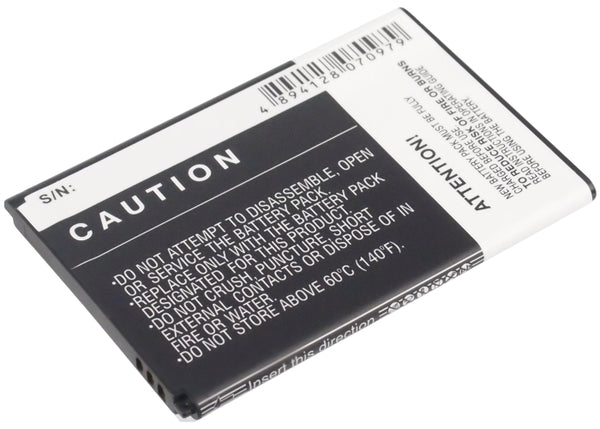 S/N:
4 894128 070979
CAUTION
•DO NOT ATTEMPT TO DISASSEMBLE, OPEN
OR SERVICE THE BATTERY PACK.
•REPLACE ONLY WITH THE BATTERY PACK
DESIGNATED FOR THIS PRODUCT.
•DO NOT CRUSH, PUNCTURE, SHORT
EXTERNAL CONTACTS OR DISPOSE OF
IN FIRE OR WATER.
•DO NOT STORE ABOVE 60°C (140°F).
Insert this direction
ATTENTION!
NEW BATTERY PACK MUST BE FULLY
CHARGED BEFORE USE.
TO REDUCE RISK OF FIRE OR BURNS
READ INSTRUCTIONS IN OPERATING GUIDE
BEFORE USING THE BATTERY.